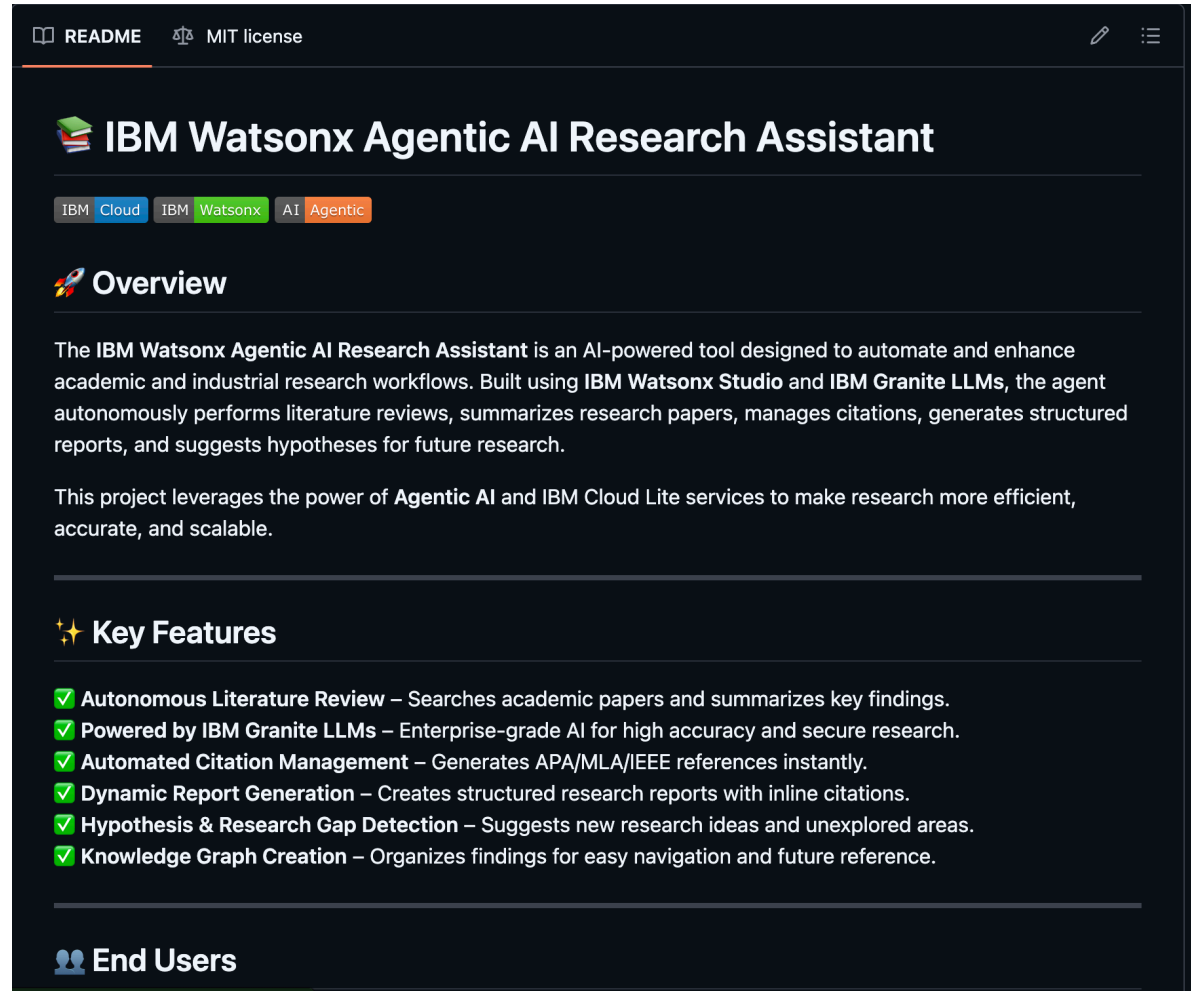 README MIT license
📚 IBM Watsonx Agentic AI Research Assistant
IBM Cloud IBM Watsonx AI Agentic
🚀 Overview
The IBM Watsonx Agentic AI Research Assistant is an AI-powered tool designed to automate and enhance
academic and industrial research workflows. Built using IBM Watsonx Studio and IBM Granite LLMs, the agent
autonomously performs literature reviews, summarizes research papers, manages citations, generates structured
reports, and suggests hypotheses for future research.
This project leverages the power of Agentic AI and IBM Cloud Lite services to make research more efficient,
accurate, and scalable.
✨ Key Features
✅ Autonomous Literature Review – Searches academic papers and summarizes key findings.
✅ Powered by IBM Granite LLMs – Enterprise-grade AI for high accuracy and secure research.
✅ Automated Citation Management – Generates APA/MLA/IEEE references instantly.
✅ Dynamic Report Generation – Creates structured research reports with inline citations.
✅ Hypothesis & Research Gap Detection – Suggests new research ideas and unexplored areas.
✅ Knowledge Graph Creation – Organizes findings for easy navigation and future reference.
👥 End Users